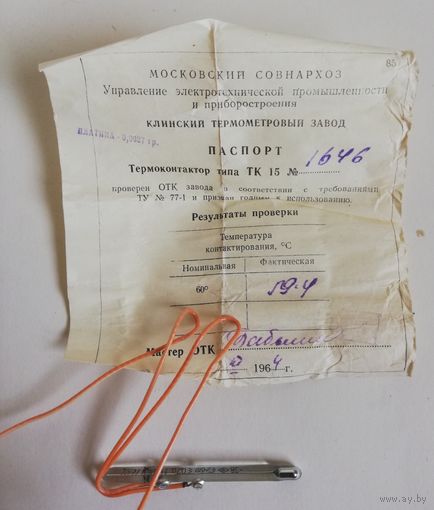 85
МОСКОВСКИЙ СОВНАРХОЗ
Управление электротехнической промышленности
и приборостроения
КЛИНСКИЙ ТЕРМОМЕТРОВЫЙ ЗАВОД
ПЛАТИНА - 0,0027 гр.
ПАСПОРТ
Термоконтактор типа ТК 15 № 1646
проверен ОТК завода в соответствии с требованиями
ТУ № 77-1 и признан годным к использованию.
Результаты проверки
Температура
контактирования, °С
Номинальная Фактическая
60° 59.4
Мастер ОТК
1964 г.
www.ay.by